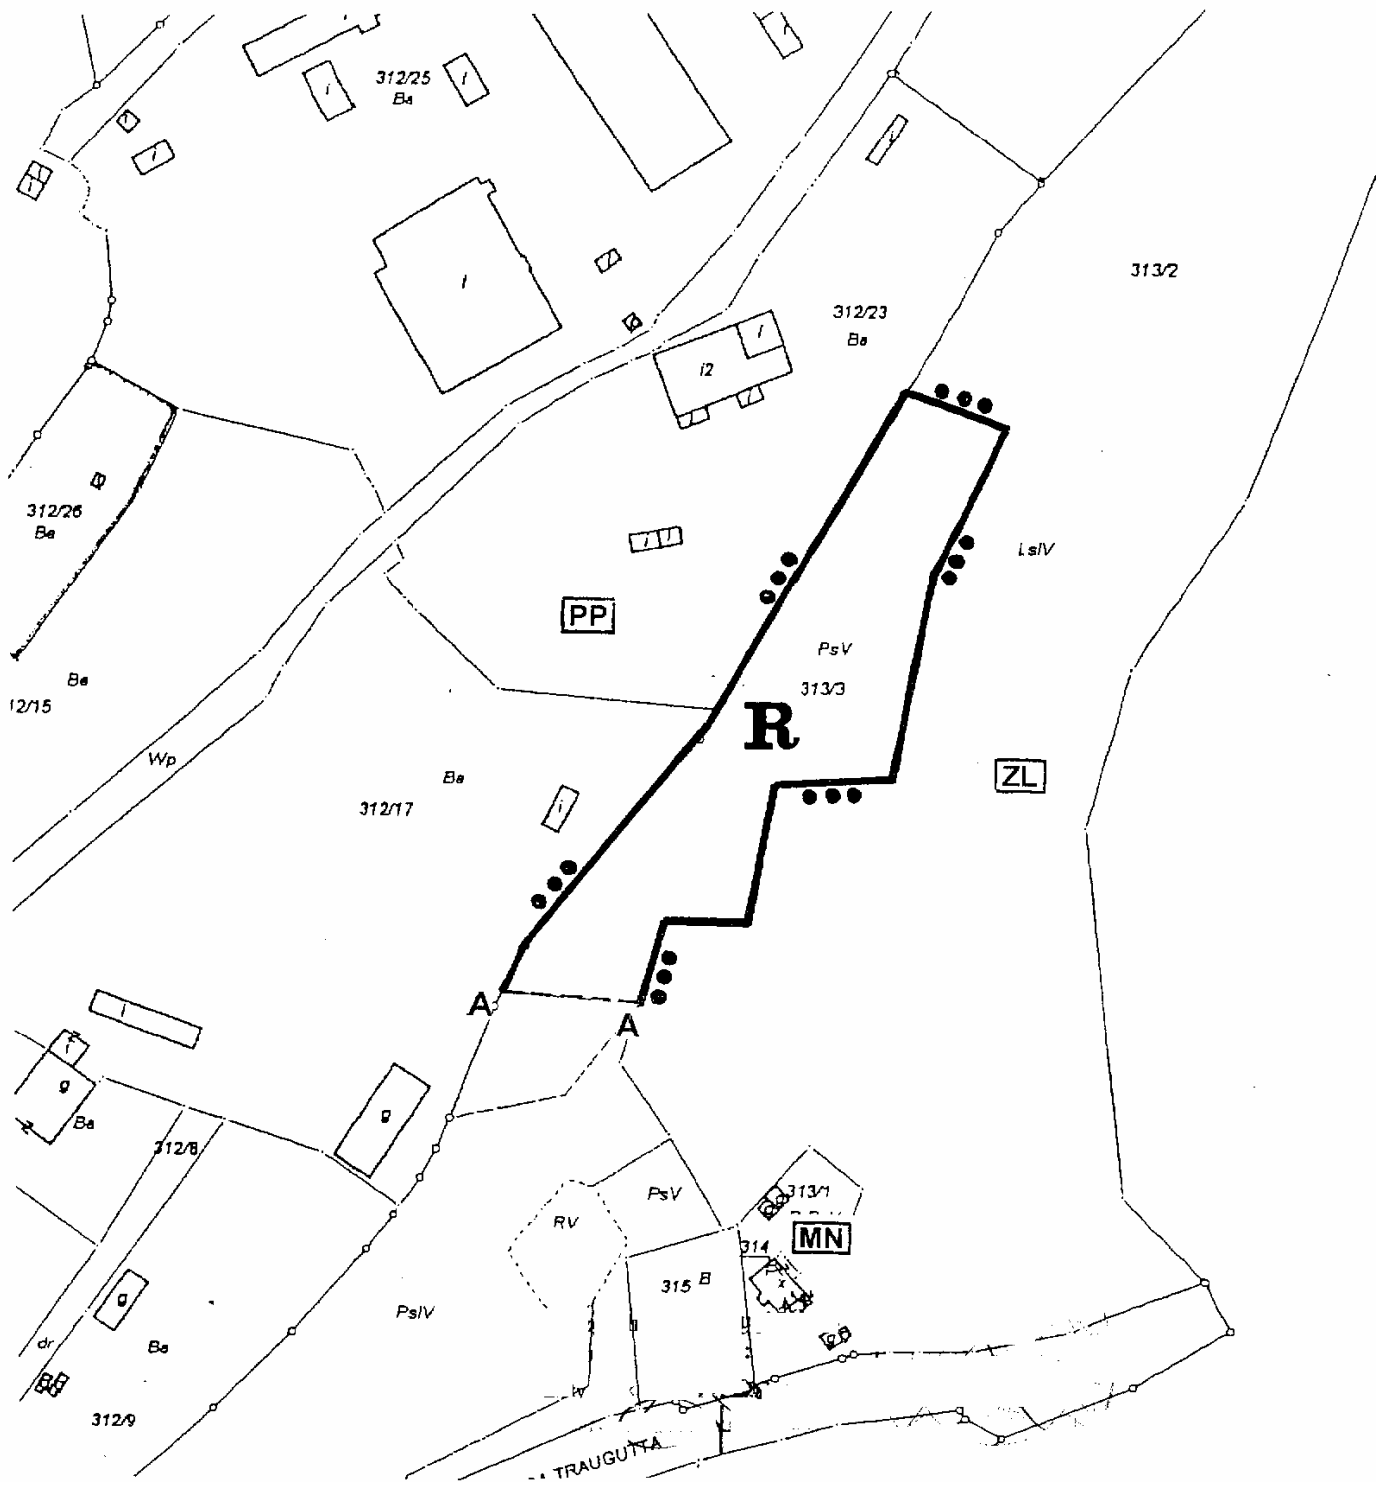 312/25
Ba
i
i
i
i
i
i
313/2
312/23
Ba
i
i2
312/26
Ba
i
i
LsIV
PP
PsV
313/3
Ba
12/15
R
Wp
Ba
ZL
312/17
i
A
A
i
g
g
Ba
312/8
PsV
313/1
RV
MN
314
315 B
g
PsIV
dr
Ba
312/9
TRAUGUTTA